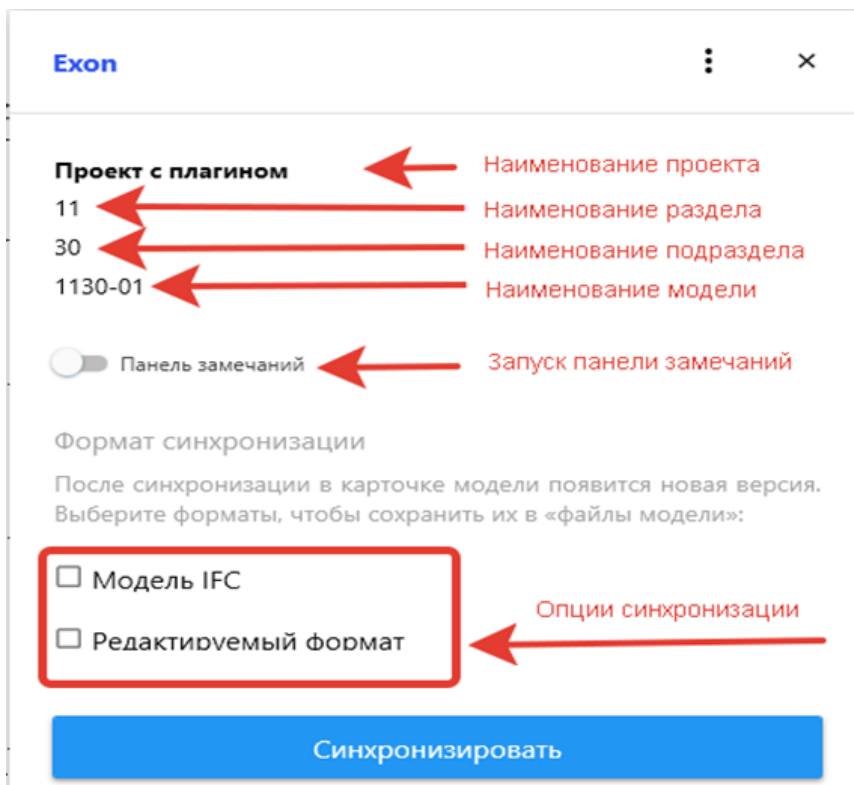 Exon
Проект с плагином
Наименование проекта
11
Наименование раздела
30
Наименование подраздела
1130-01
Наименование модели
Панель замечаний
Запуск панели замечаний
Формат синхронизации
После синхронизации в карточке модели появится новая версия.
Выберите форматы, чтобы сохранить их в «файлы модели»:
Модель IFC
Опции синхронизации
Редактируемый формат
Синхронизировать